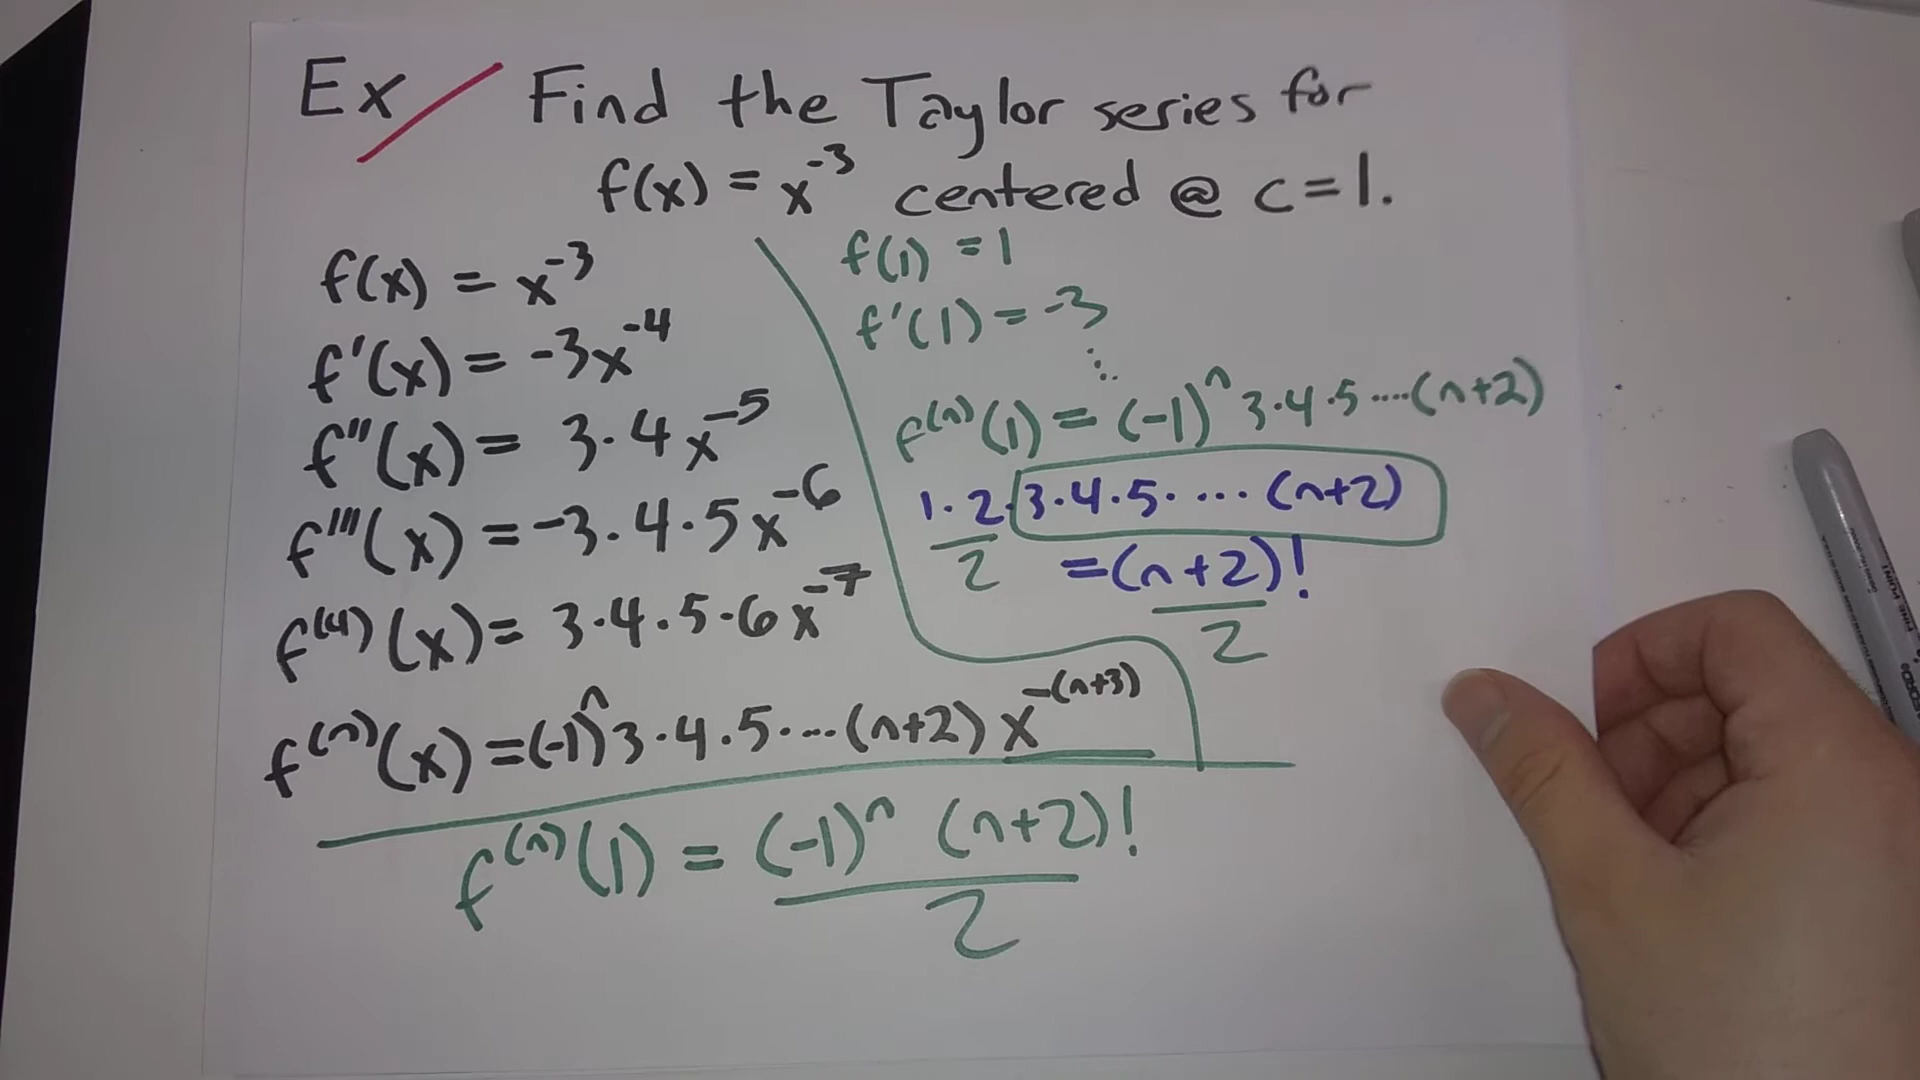 Ex/ Find the Taylor series for
f(x) = x^-3 centered @ c=1.
f(x) = x^-3
f'(x) = -3x^-4
f''(x) = 3·4x^-5
f'''(x) = -3·4·5x^-6
f^(4)(x) = 3·4·5·6x^-7
f^(n)(x) = (-1)^n 3·4·5·...(n+2) x^-(n+3)
f(1) = 1
f'(1) = -3
⋮
f^(n)(1) = (-1)^n 3·4·5····(n+2)
1·2·3·4·5· ··· (n+2)
2 =(n+2)!
2
f^(n)(1) = (-1)^n (n+2)!
2
FINE POINT